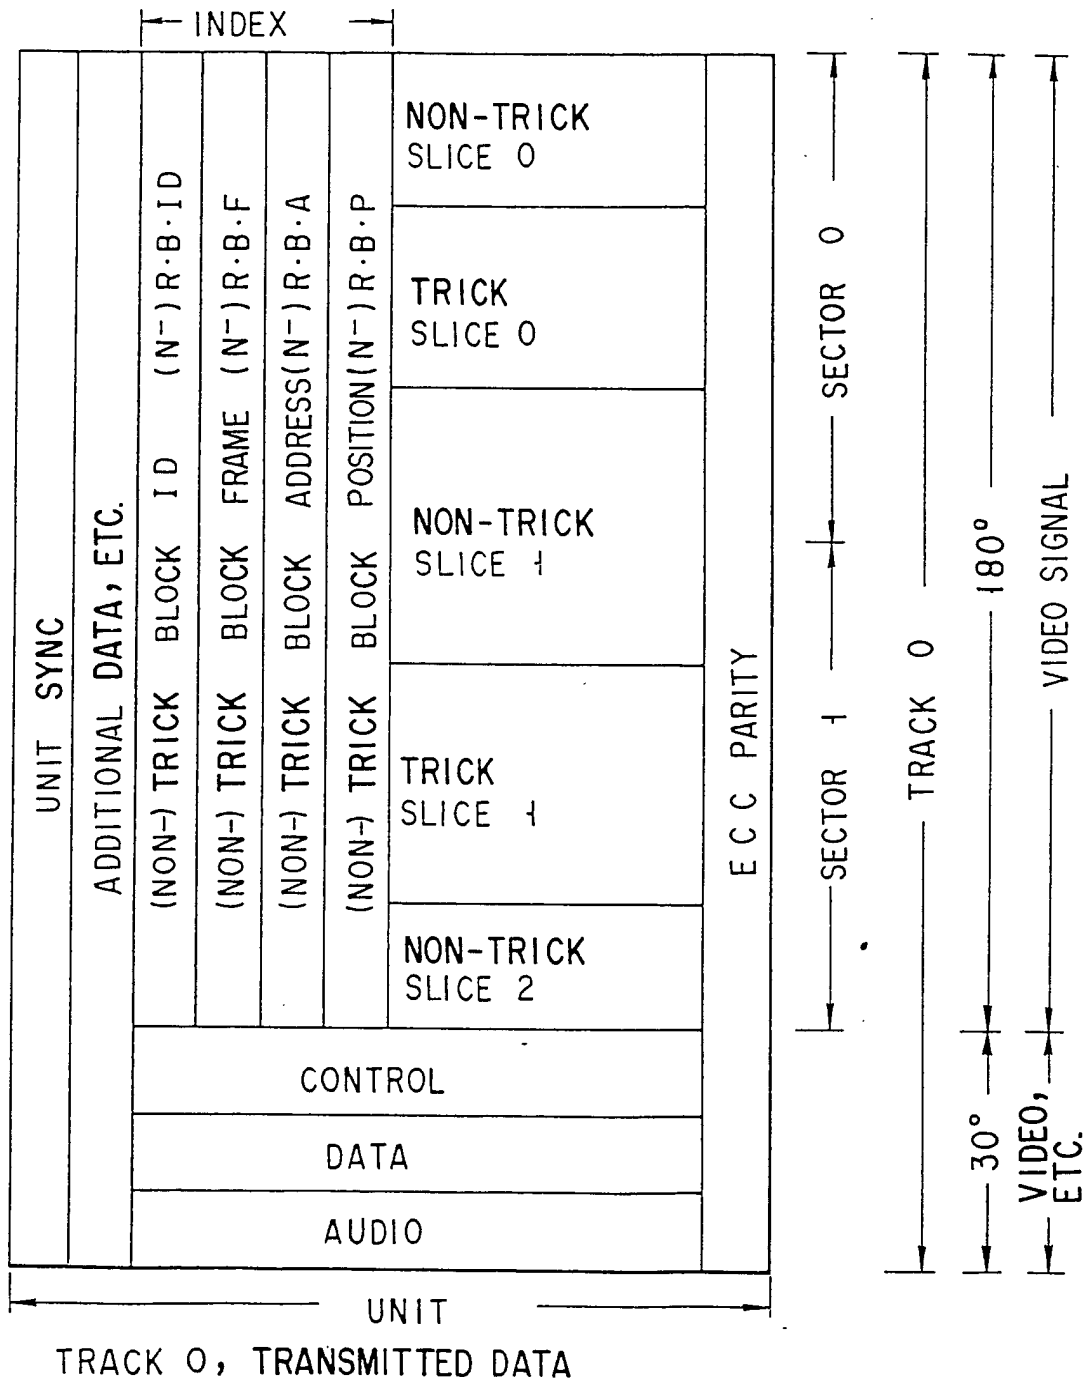 INDEX
UNIT SYNC
ADDITIONAL DATA, ETC.
(NON-) TRICK BLOCK ID (N-) R·B·ID
(NON-) TRICK BLOCK FRAME (N-) R·B·F
(NON-) TRICK BLOCK ADDRESS (N-) R·B·A
(NON-) TRICK BLOCK POSITION (N-) R·B·P
NON-TRICK
SLICE 0
TRICK
SLICE 0
NON-TRICK
SLICE 1
TRICK
SLICE 1
NON-TRICK
SLICE 2
ECC PARITY
CONTROL
DATA
AUDIO
SECTOR 0
SECTOR 1
TRACK 0
180°
30°
VIDEO SIGNAL
VIDEO,
ETC.
UNIT
TRACK 0, TRANSMITTED DATA